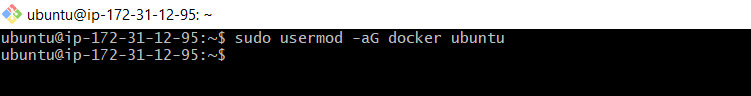 ubuntu@ip-172-31-12-95: ~
ubuntu@ip-172-31-12-95:~$ sudo usermod -aG docker ubuntu
ubuntu@ip-172-31-12-95:~$